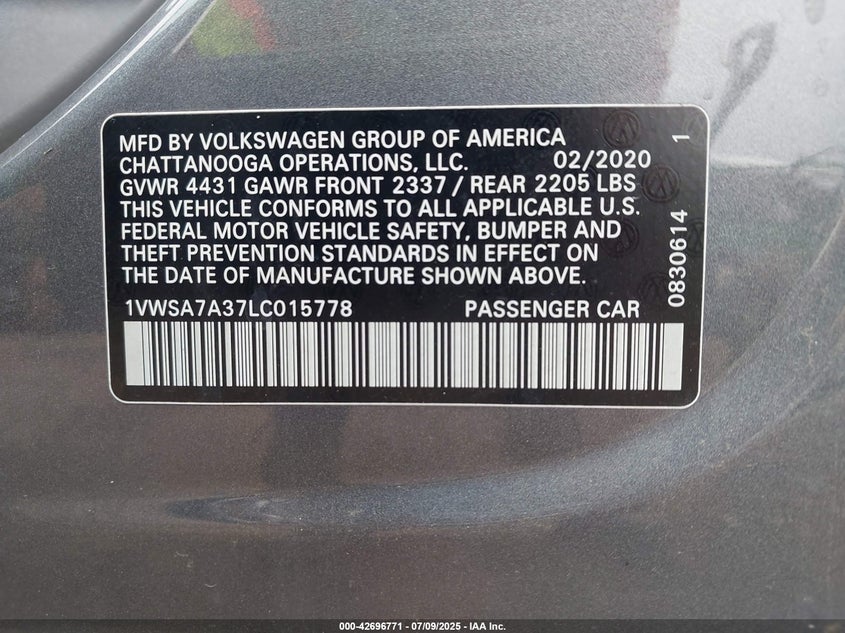 MFD BY VOLKSWAGEN GROUP OF AMERICA
CHATTANOOGA OPERATIONS, LLC. 02/2020
GVWR 4431 GAWR FRONT 2337 / REAR 2205 LBS
THIS VEHICLE CONFORMS TO ALL APPLICABLE U.S.
FEDERAL MOTOR VEHICLE SAFETY, BUMPER AND
THEFT PREVENTION STANDARDS IN EFFECT ON
THE DATE OF MANUFACTURE SHOWN ABOVE.
1VWSA7A37LC015778 PASSENGER CAR
0830614 1
000-42696771 | 07/09/2025 - IAA Inc.